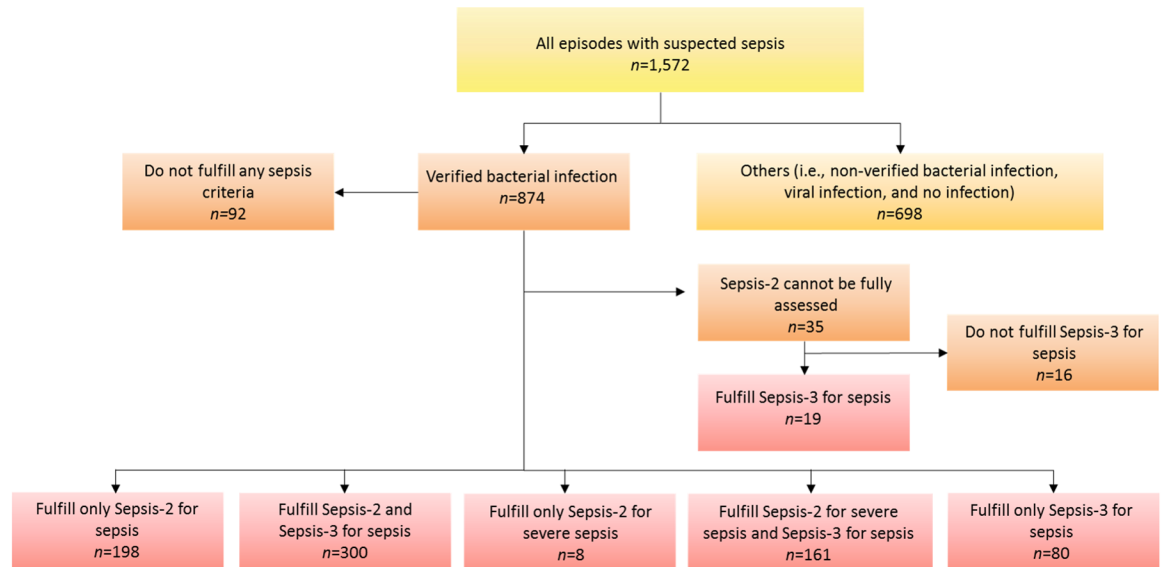 All episodes with suspected sepsis
n=1,572
Do not fulfill any sepsis
criteria
n=92
Verified bacterial infection
n=874
Others (i.e., non-verified bacterial infection,
viral infection, and no infection)
n=698
Sepsis-2 cannot be fully
assessed
n=35
Do not fulfill Sepsis-3 for
sepsis
n=16
Fulfill Sepsis-3 for sepsis
n=19
Fulfill only Sepsis-2 for
sepsis
n=198
Fulfill Sepsis-2 and
Sepsis-3 for sepsis
n=300
Fulfill only Sepsis-2 for
severe sepsis
n=8
Fulfill Sepsis-2 for severe
sepsis and Sepsis-3 for sepsis
n=161
Fulfill only Sepsis-3 for
sepsis
n=80